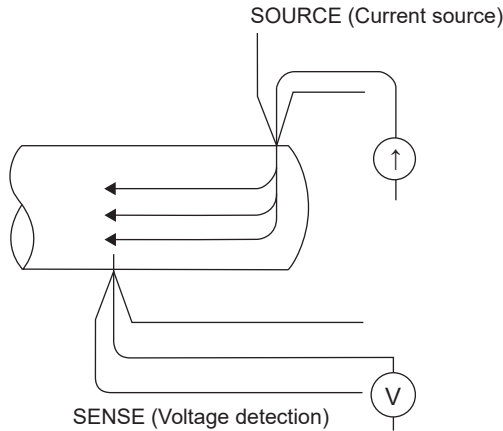 SOURCE (Current source)
↑
V
SENSE (Voltage detection)